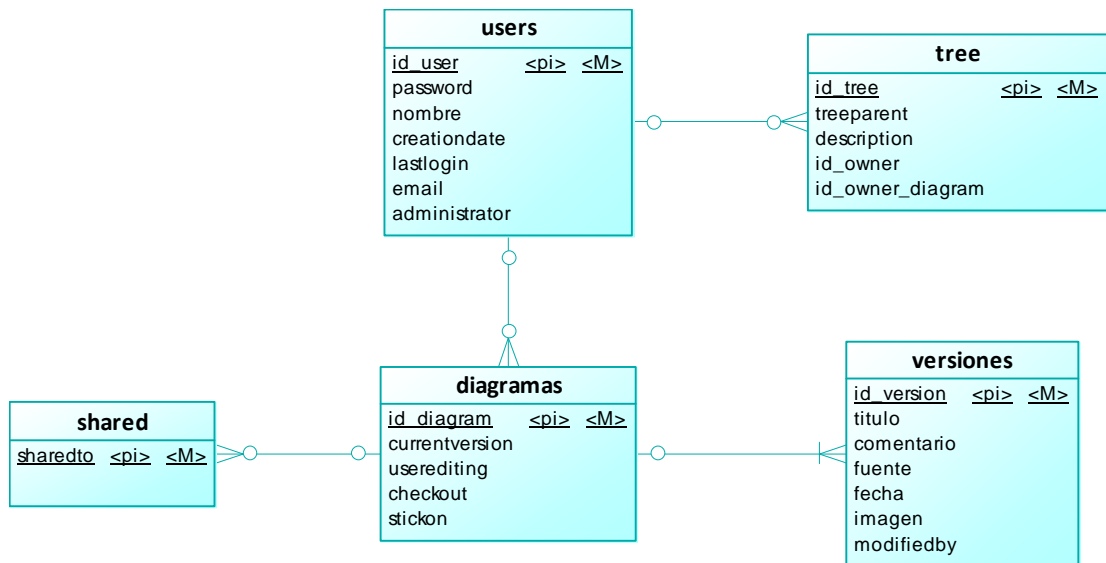 users
id_user <pi> <M>
password
nombre
creationdate
lastlogin
email
administrator
tree
id_tree <pi> <M>
treeparent
description
id_owner
id_owner_diagram
shared
sharedto <pi> <M>
diagramas
id_diagram <pi> <M>
currentversion
userediting
checkout
stickon
versiones
id_version <pi> <M>
titulo
comentario
fuente
fecha
imagen
modifiedby